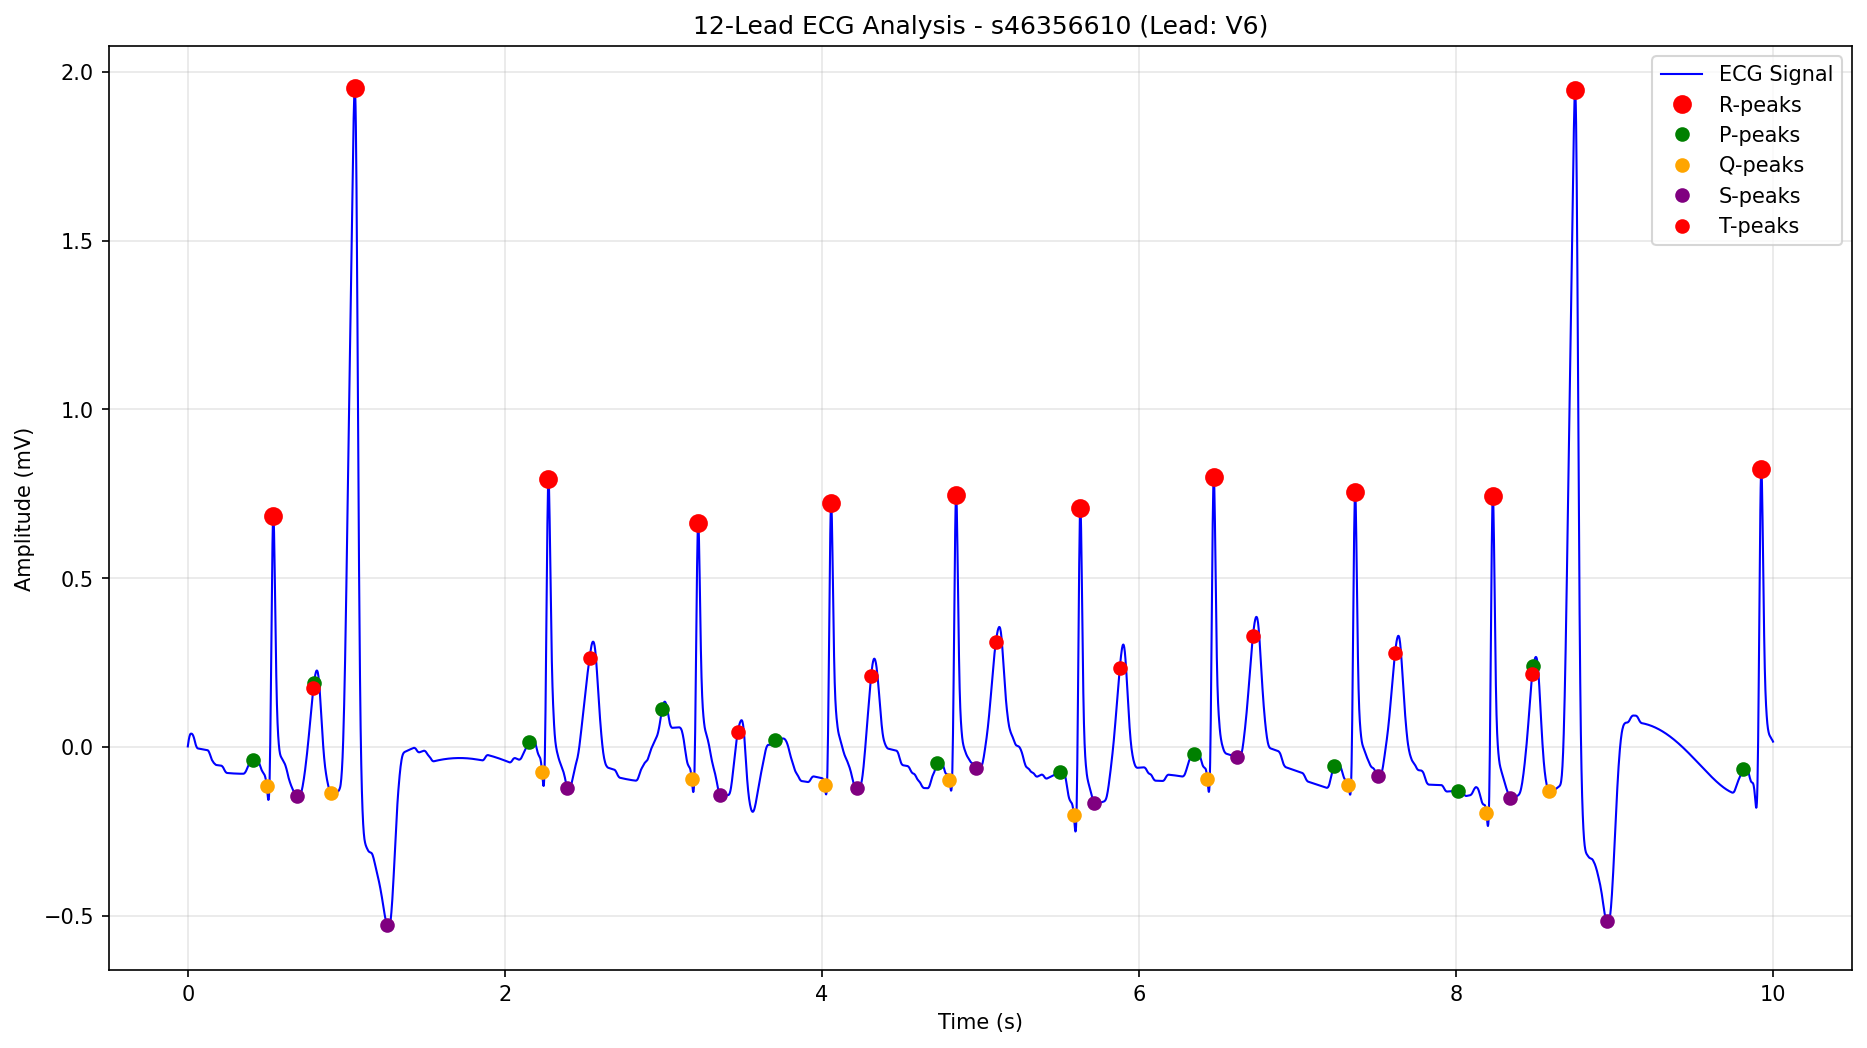 12-Lead ECG Analysis - s46356610 (Lead: V6)
ECG Signal
R-peaks
P-peaks
Q-peaks
S-peaks
T-peaks
2.0
1.5
1.0
0.5
0.0
−0.5
Amplitude (mV)
0 2 4 6 8 10
Time (s)